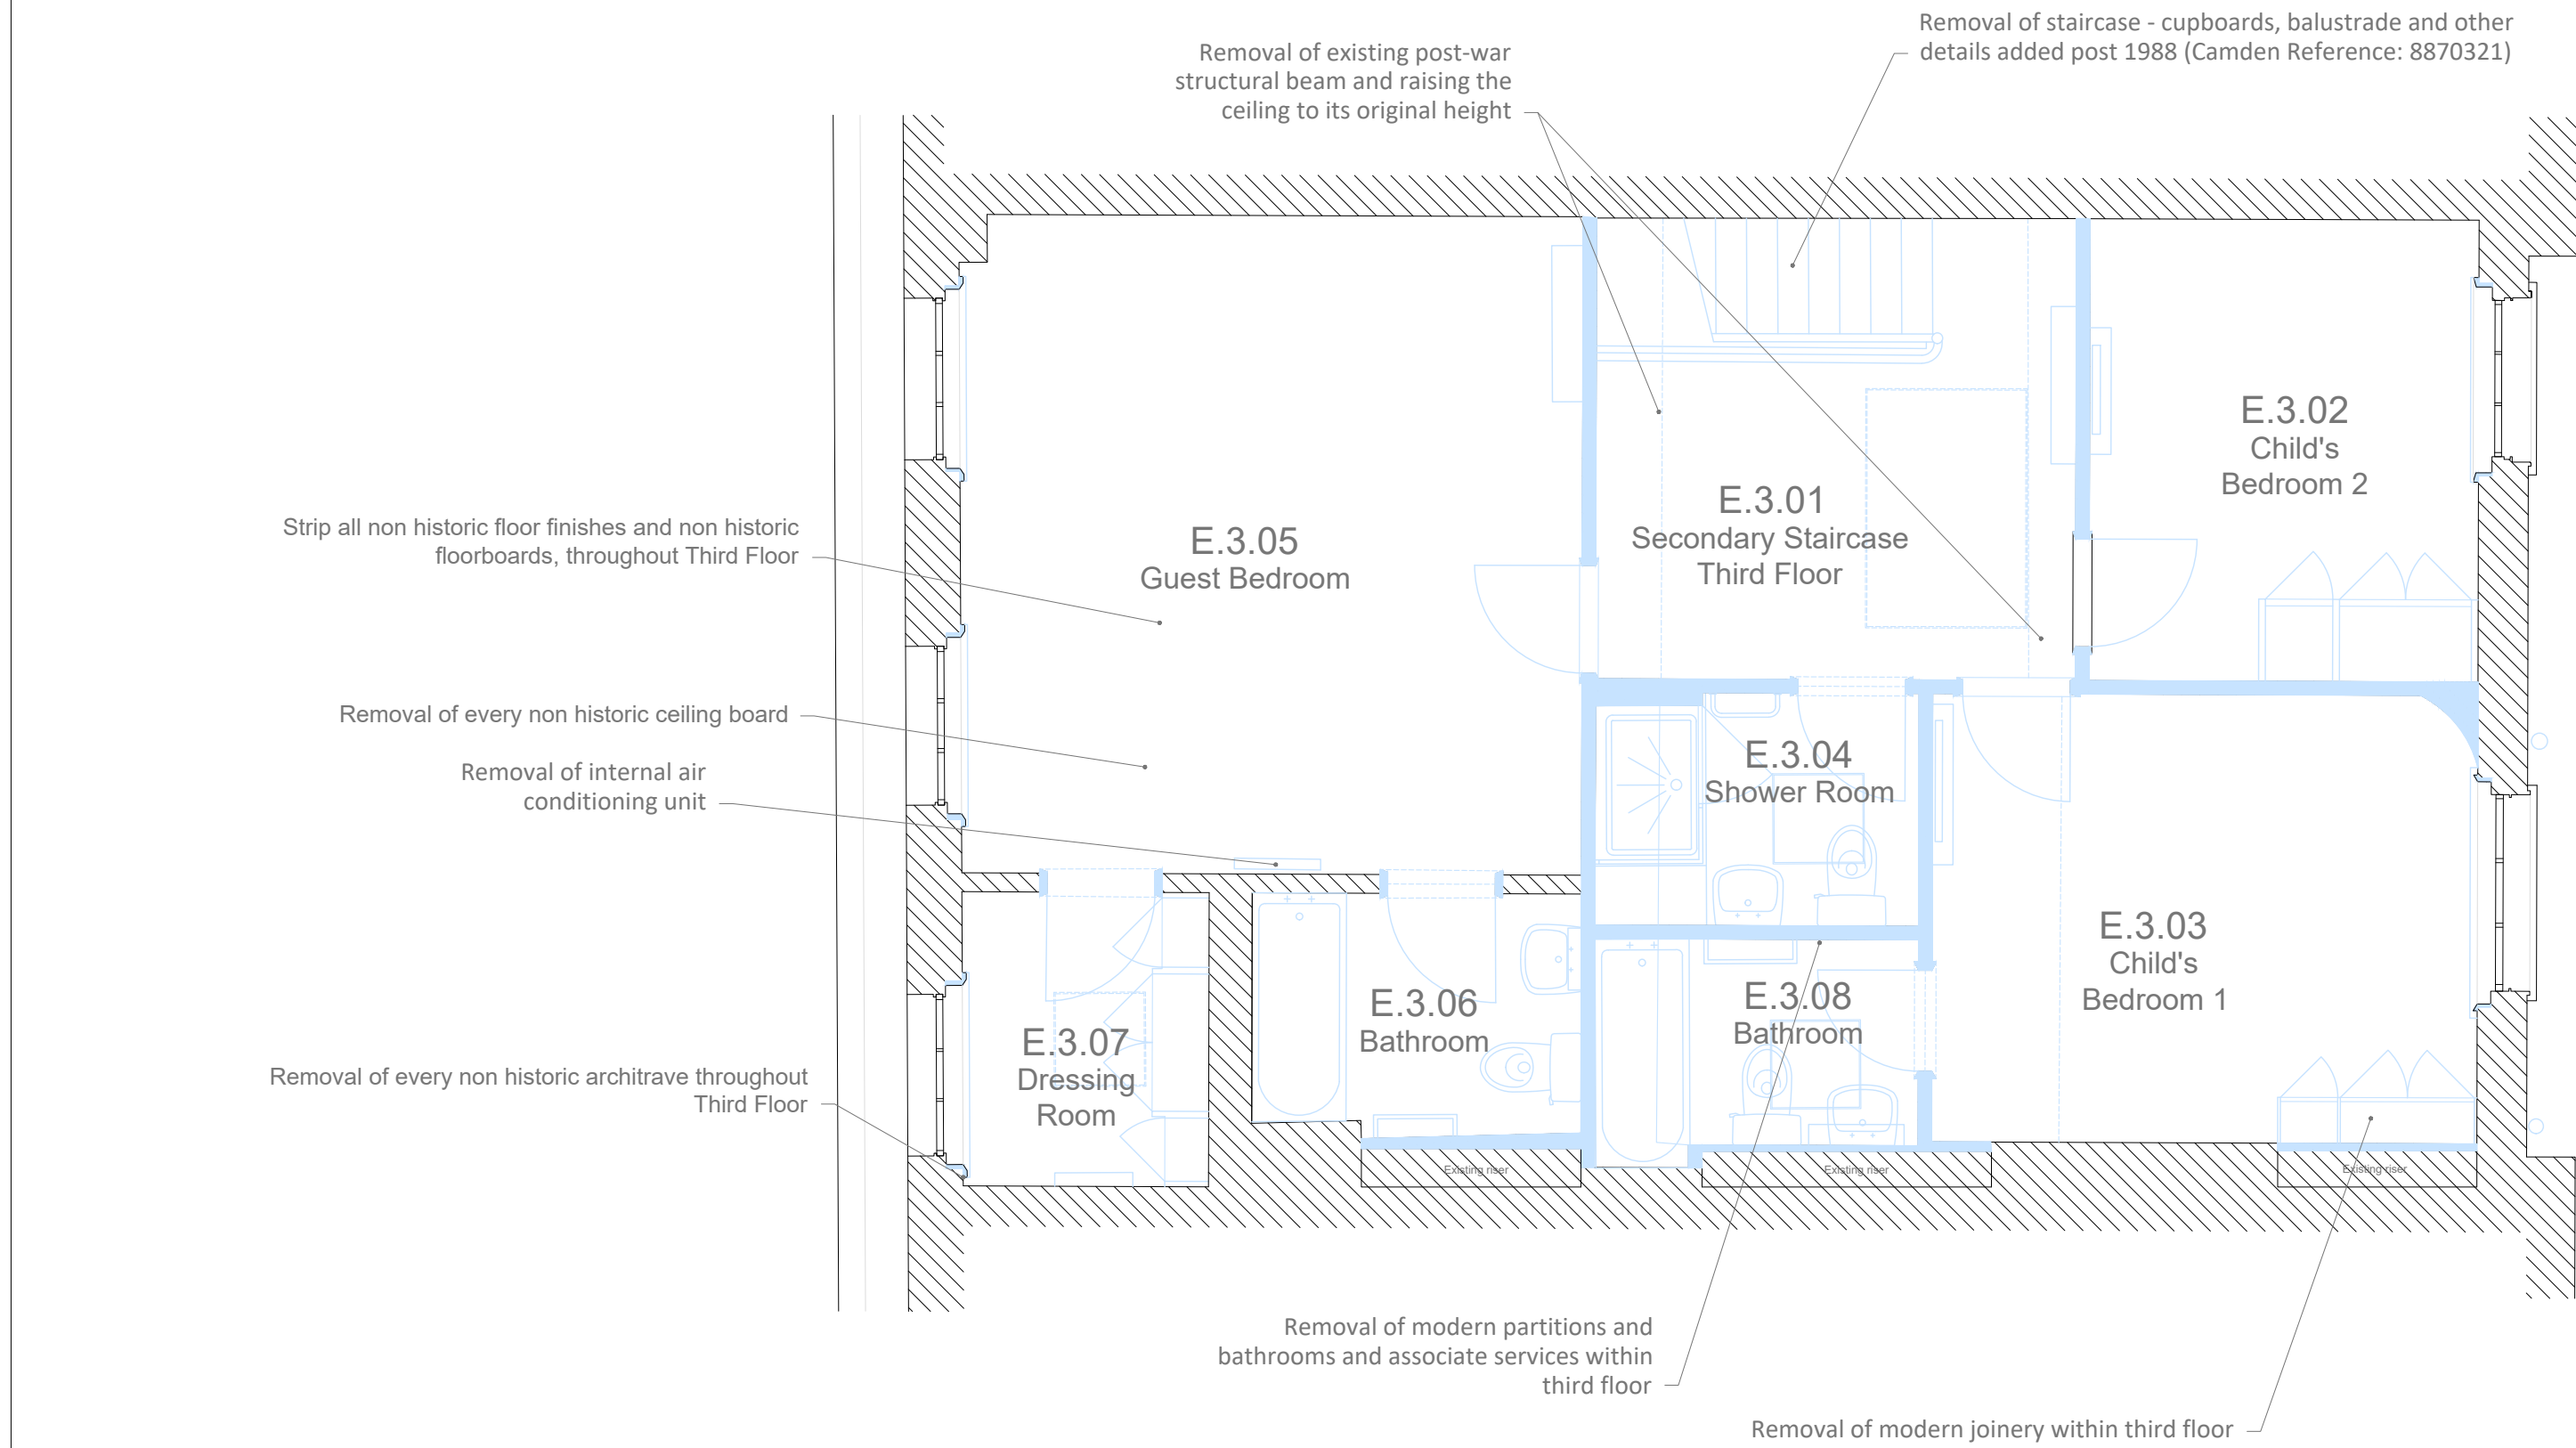 Removal of staircase - cupboards, balustrade and other
details added post 1988 (Camden Reference: 8870321)
Removal of existing post-war
structural beam and raising the
ceiling to its original height
E.3.02
Child's
Bedroom 2
E.3.01
Secondary Staircase
Third Floor
E.3.05
Guest Bedroom
Strip all non historic floor finishes and non historic
floorboards, throughout Third Floor
Removal of every non historic ceiling board
Removal of internal air
conditioning unit
E.3.04
Shower Room
E.3.03
Child's
Bedroom 1
E.3.06
Bathroom
E.3.08
Bathroom
E.3.07
Dressing
Room
Removal of every non historic architrave throughout
Third Floor
Existing riser
Existing riser
Existing riser
Removal of modern partitions and
bathrooms and associate services within
third floor
Removal of modern joinery within third floor